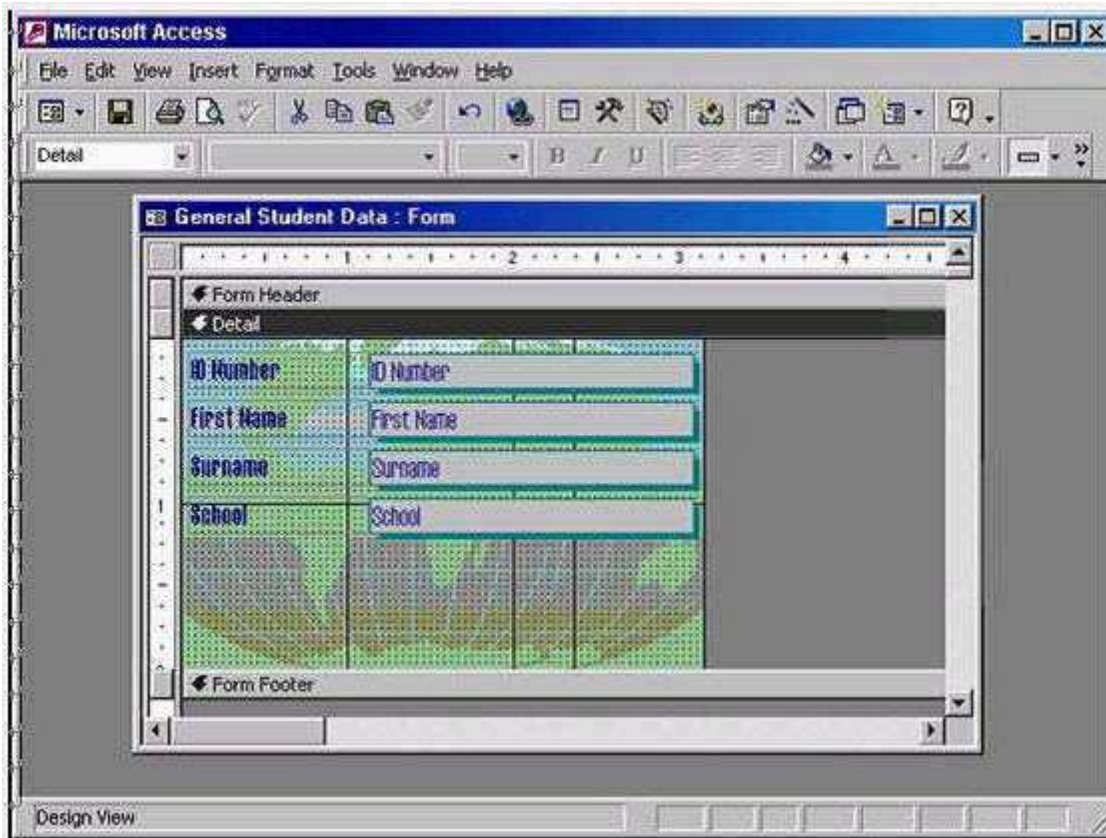 Microsoft Access
File Edit View Insert Format Tools Window Help
Detail
B I U
A
General Student Data : Form
1 2 3 4
Form Header
Detail
ID Number ID Number
First Name First Name
Surname Surname
1
School School
Form Footer
Design View